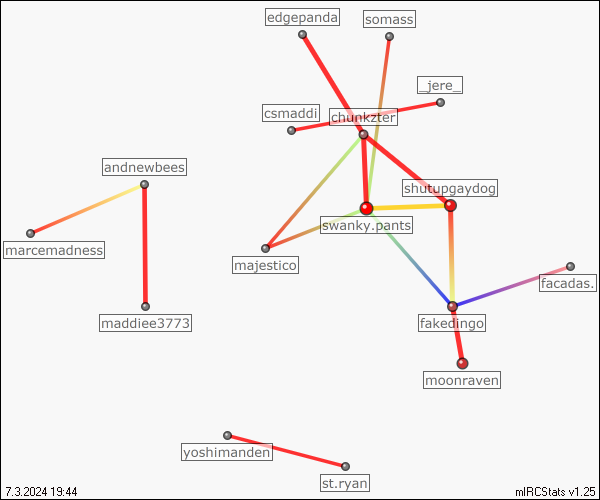 edgepanda
somass
_jere_
csmaddi
chunkzter
andnewbees
shutupgaydog
swanky.pants
marcemadness
majestico
facadas.
maddiee3773
fakedingo
moonraven
yoshimanden
st.ryan
7.3.2024 19:44
mIRCStats v1.25